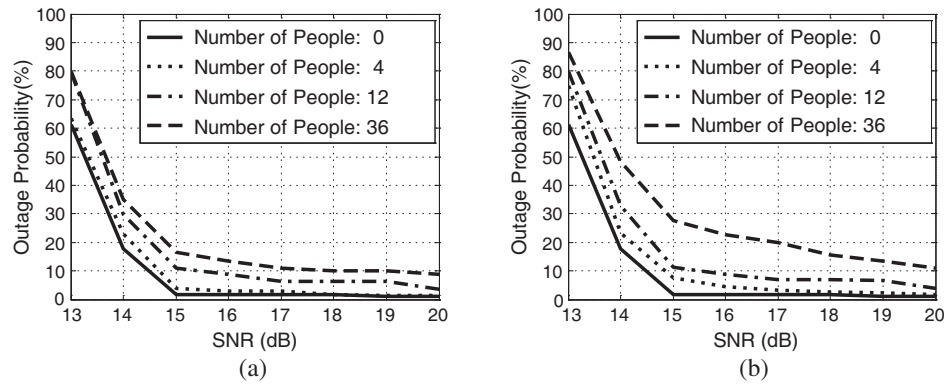 100
90
80
70
60
50
40
30
20
10
0
Outage Probability(%)
Number of People: 0
Number of People: 4
Number of People: 12
Number of People: 36
13 14 15 16 17 18 19 20
SNR (dB)
(a)
100
90
80
70
60
50
40
30
20
10
0
Outage Probability (%)
Number of People: 0
Number of People: 4
Number of People: 12
Number of People: 36
13 14 15 16 17 18 19 20
SNR (dB)
(b)